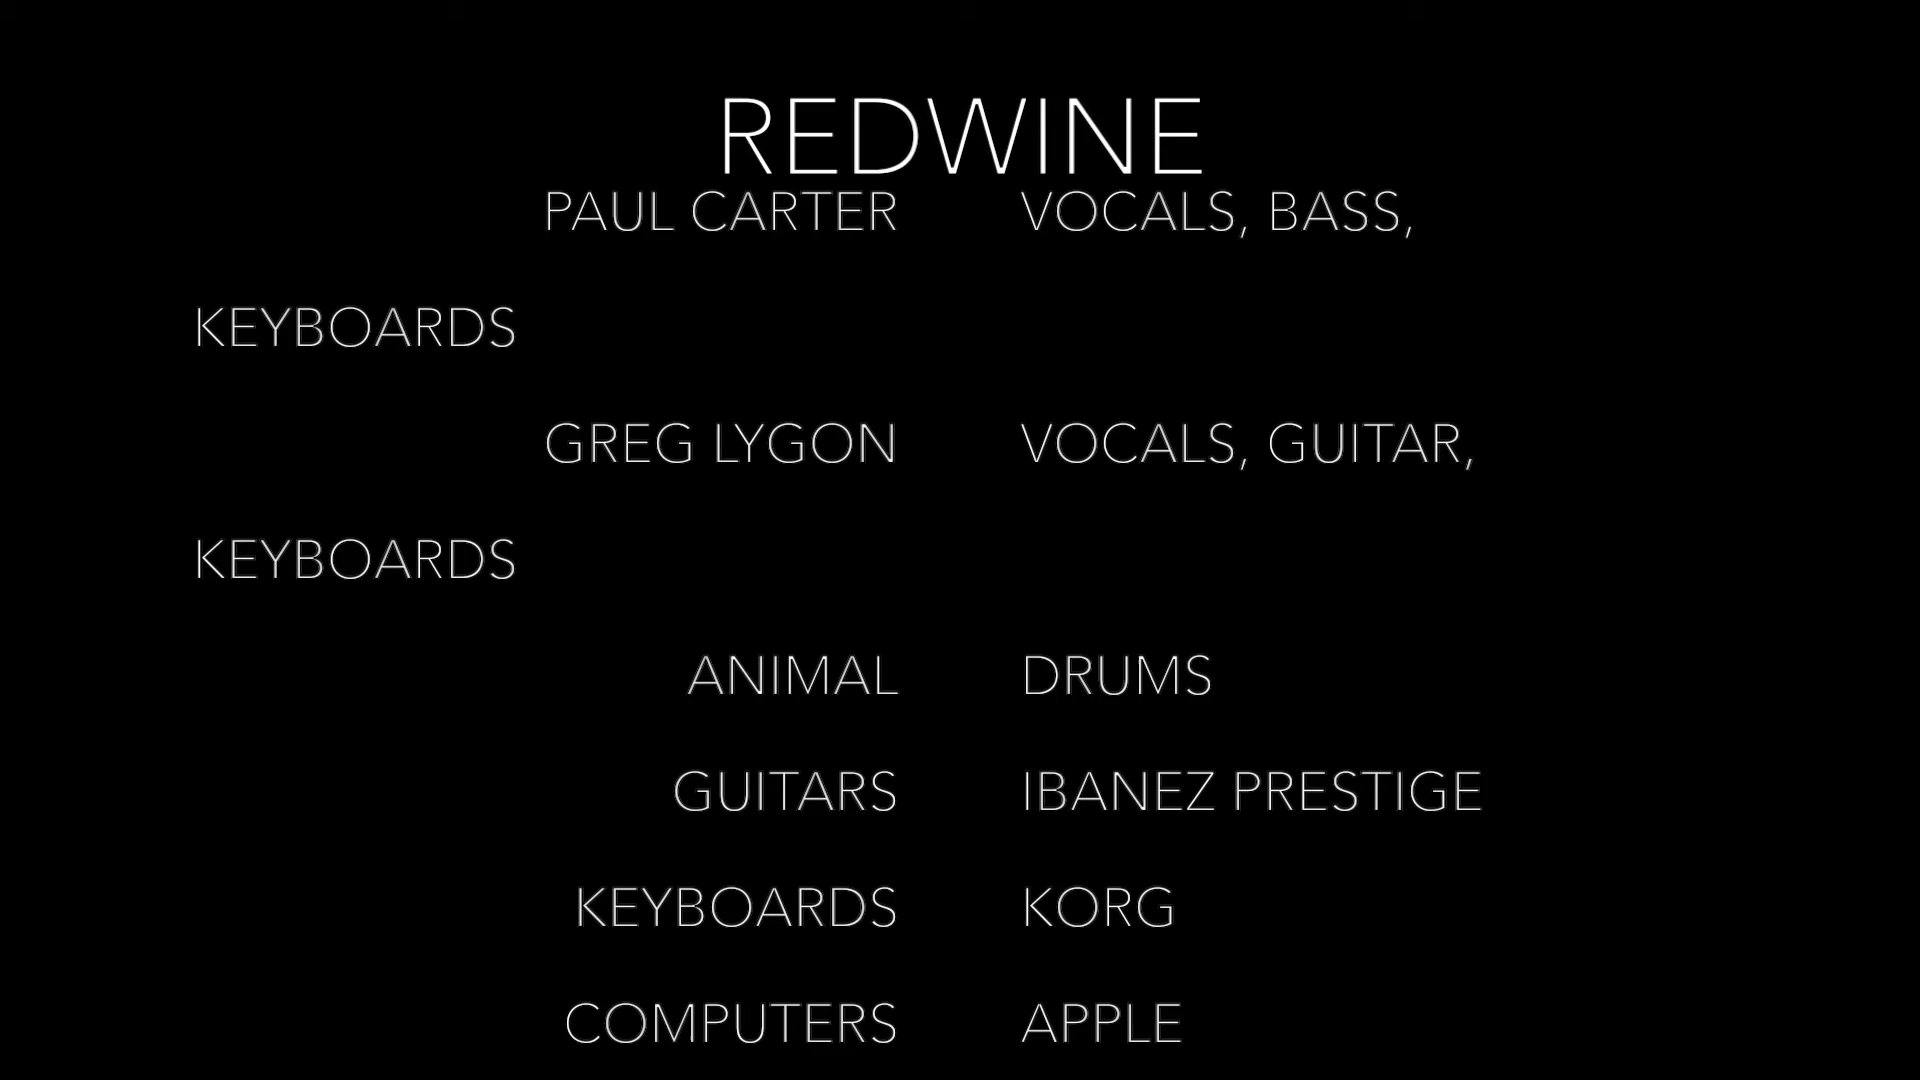 REDWINE
PAUL CARTER VOCALS, BASS,
KEYBOARDS
GREG LYGON VOCALS, GUITAR,
KEYBOARDS
ANIMAL DRUMS
GUITARS IBANEZ PRESTIGE
KEYBOARDS KORG
COMPUTERS APPLE